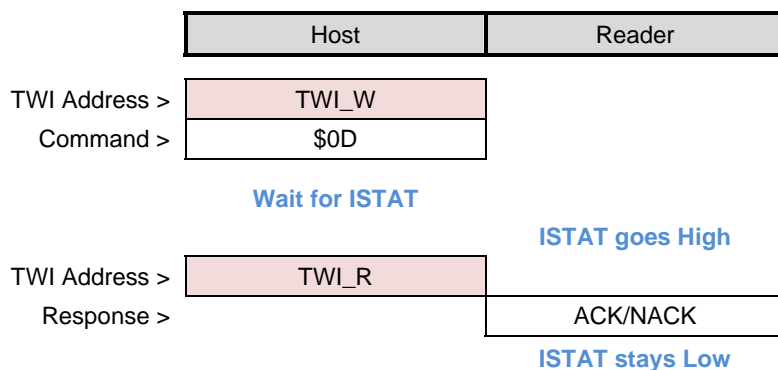 Host Reader
TWI Address > TWI_W
Command > $0D
Wait for ISTAT
ISTAT goes High
TWI Address > TWI_R
Response > ACK/NACK
ISTAT stays Low